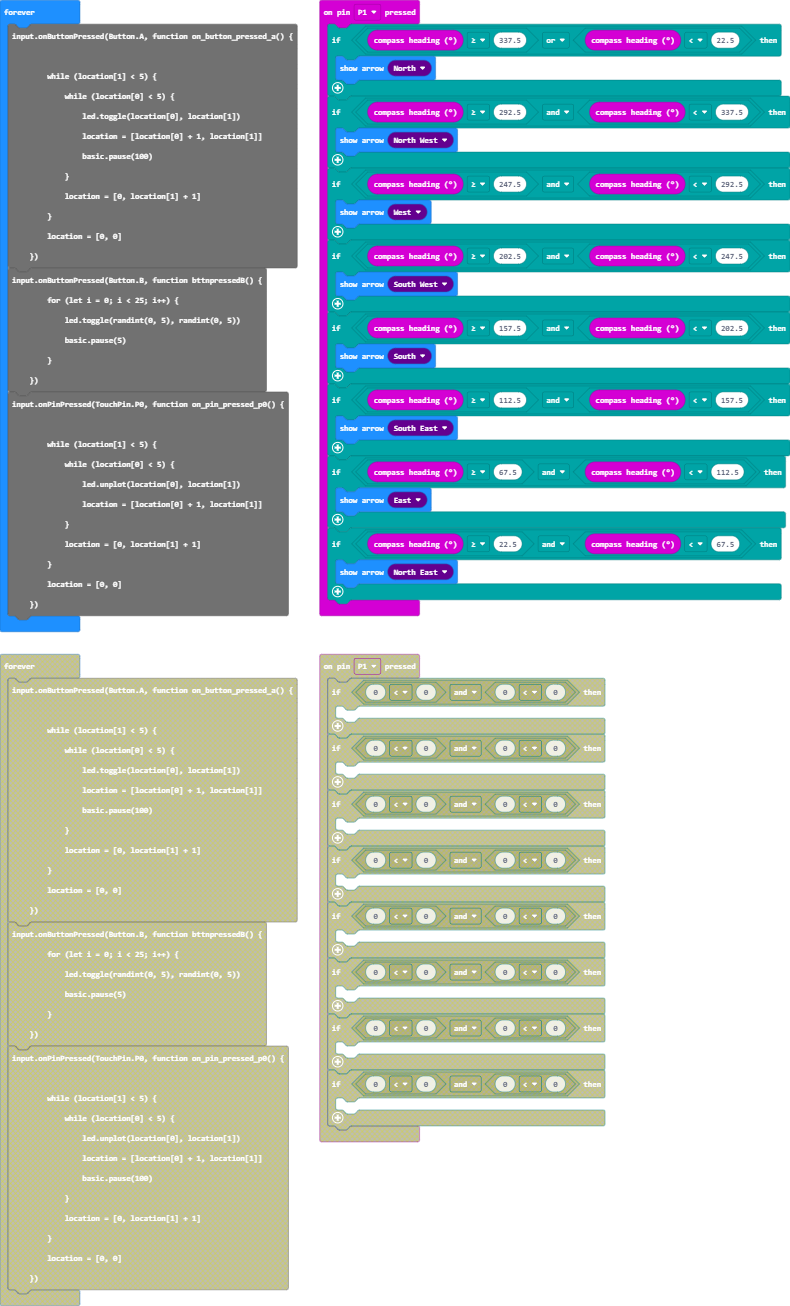 forever
input.onButtonPressed(Button.A, function on_button_pressed_a() {
while (location[1] < 5) {
while (location[0] < 5) {
led.toggle(location[0], location[1])
location = [location[0] + 1, location[1]]
basic.pause(100)
}
location = [0, location[1] + 1]
}
location = [0, 0]
})
input.onButtonPressed(Button.B, function bttnpressedB() {
for (let i = 0; i < 25; i++) {
led.toggle(randint(0, 5), randint(0, 5))
basic.pause(5)
}
})
input.onPinPressed(TouchPin.P0, function on_pin_pressed_p0() {
while (location[1] < 5) {
while (location[0] < 5) {
led.unplot(location[0], location[1])
location = [location[0] + 1, location[1]]
}
location = [0, location[1] + 1]
}
location = [0, 0]
})
on pin P1 pressed
if compass heading (°) ≥ 337.5 or compass heading (°) < 22.5 then
show arrow North
if compass heading (°) ≥ 292.5 and compass heading (°) < 337.5 then
show arrow North West
if compass heading (°) ≥ 247.5 and compass heading (°) < 292.5 then
show arrow West
if compass heading (°) ≥ 202.5 and compass heading (°) < 247.5 then
show arrow South West
if compass heading (°) ≥ 157.5 and compass heading (°) < 202.5 then
show arrow South
if compass heading (°) ≥ 112.5 and compass heading (°) < 157.5 then
show arrow South East
if compass heading (°) ≥ 67.5 and compass heading (°) < 112.5 then
show arrow East
if compass heading (°) ≥ 22.5 and compass heading (°) < 67.5 then
show arrow North East
forever
input.onButtonPressed(Button.A, function on_button_pressed_a() {
while (location[1] < 5) {
while (location[0] < 5) {
led.toggle(location[0], location[1])
location = [location[0] + 1, location[1]]
basic.pause(100)
}
location = [0, location[1] + 1]
}
location = [0, 0]
})
input.onButtonPressed(Button.B, function bttnpressedB() {
for (let i = 0; i < 25; i++) {
led.toggle(randint(0, 5), randint(0, 5))
basic.pause(5)
}
})
input.onPinPressed(TouchPin.P0, function on_pin_pressed_p0() {
while (location[1] < 5) {
while (location[0] < 5) {
led.unplot(location[0], location[1])
location = [location[0] + 1, location[1]]
basic.pause(100)
}
location = [0, location[1] + 1]
}
location = [0, 0]
})
on pin P1 pressed
if 0 < 0 and 0 < 0 then
if 0 < 0 and 0 < 0 then
if 0 < 0 and 0 < 0 then
if 0 < 0 and 0 < 0 then
if 0 < 0 and 0 < 0 then
if 0 < 0 and 0 < 0 then
if 0 < 0 and 0 < 0 then
if 0 < 0 and 0 < 0 then